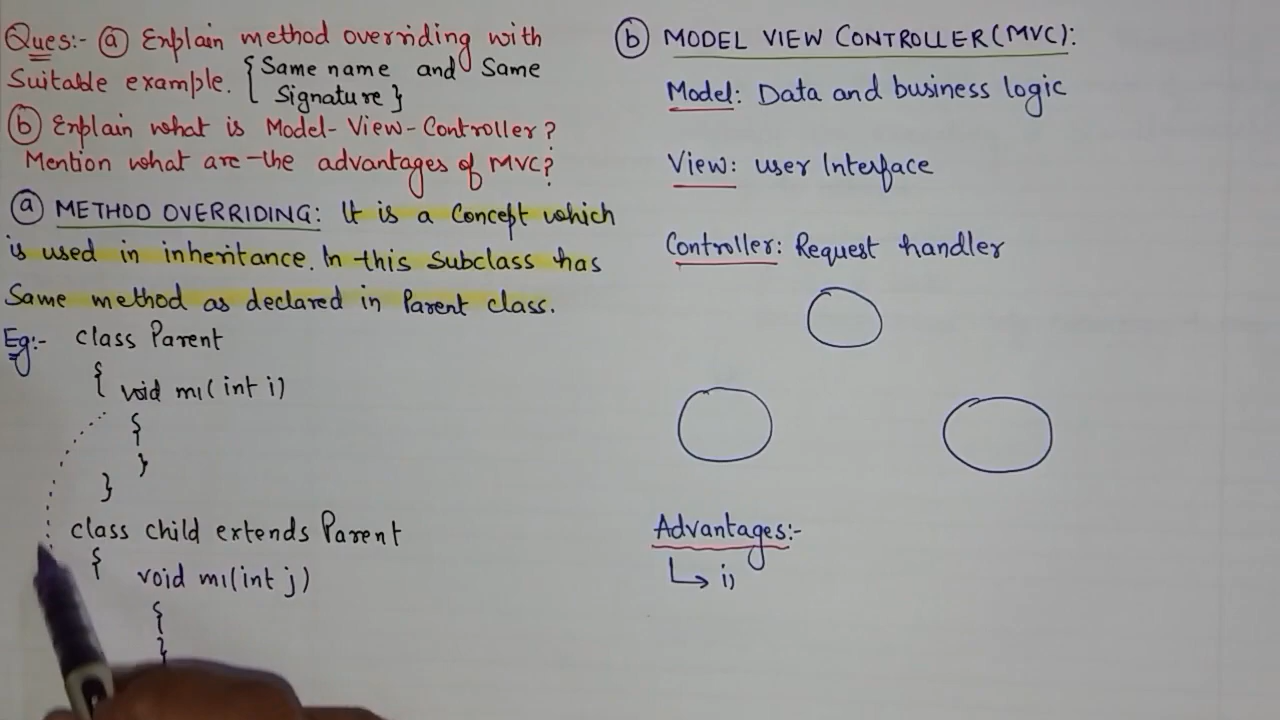 Ques:- (a) Explain method overriding with
Suitable example. {Same name and Same
Signature}
(b) Explain what is Model-View-Controller?
Mention what are the advantages of MVC?
(a) METHOD OVERRIDING: It is a Concept which
is used in inheritance. In this Subclass has
Same method as declared in Parent class.
Eg:- class Parent
{ void m1(int i)
{
}
}
class child extends Parent
{ void m1(int j)
{
}
(b) MODEL VIEW CONTROLLER(MVC):
Model: Data and business logic
View: user Interface
Controller: Request handler
Advantages:-
↳ i)